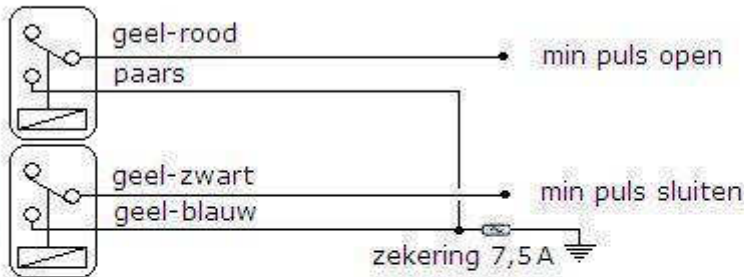 geel-rood
min puls open
paars
geel-zwart
min puls sluiten
geel-blauw
zekering 7,5 A